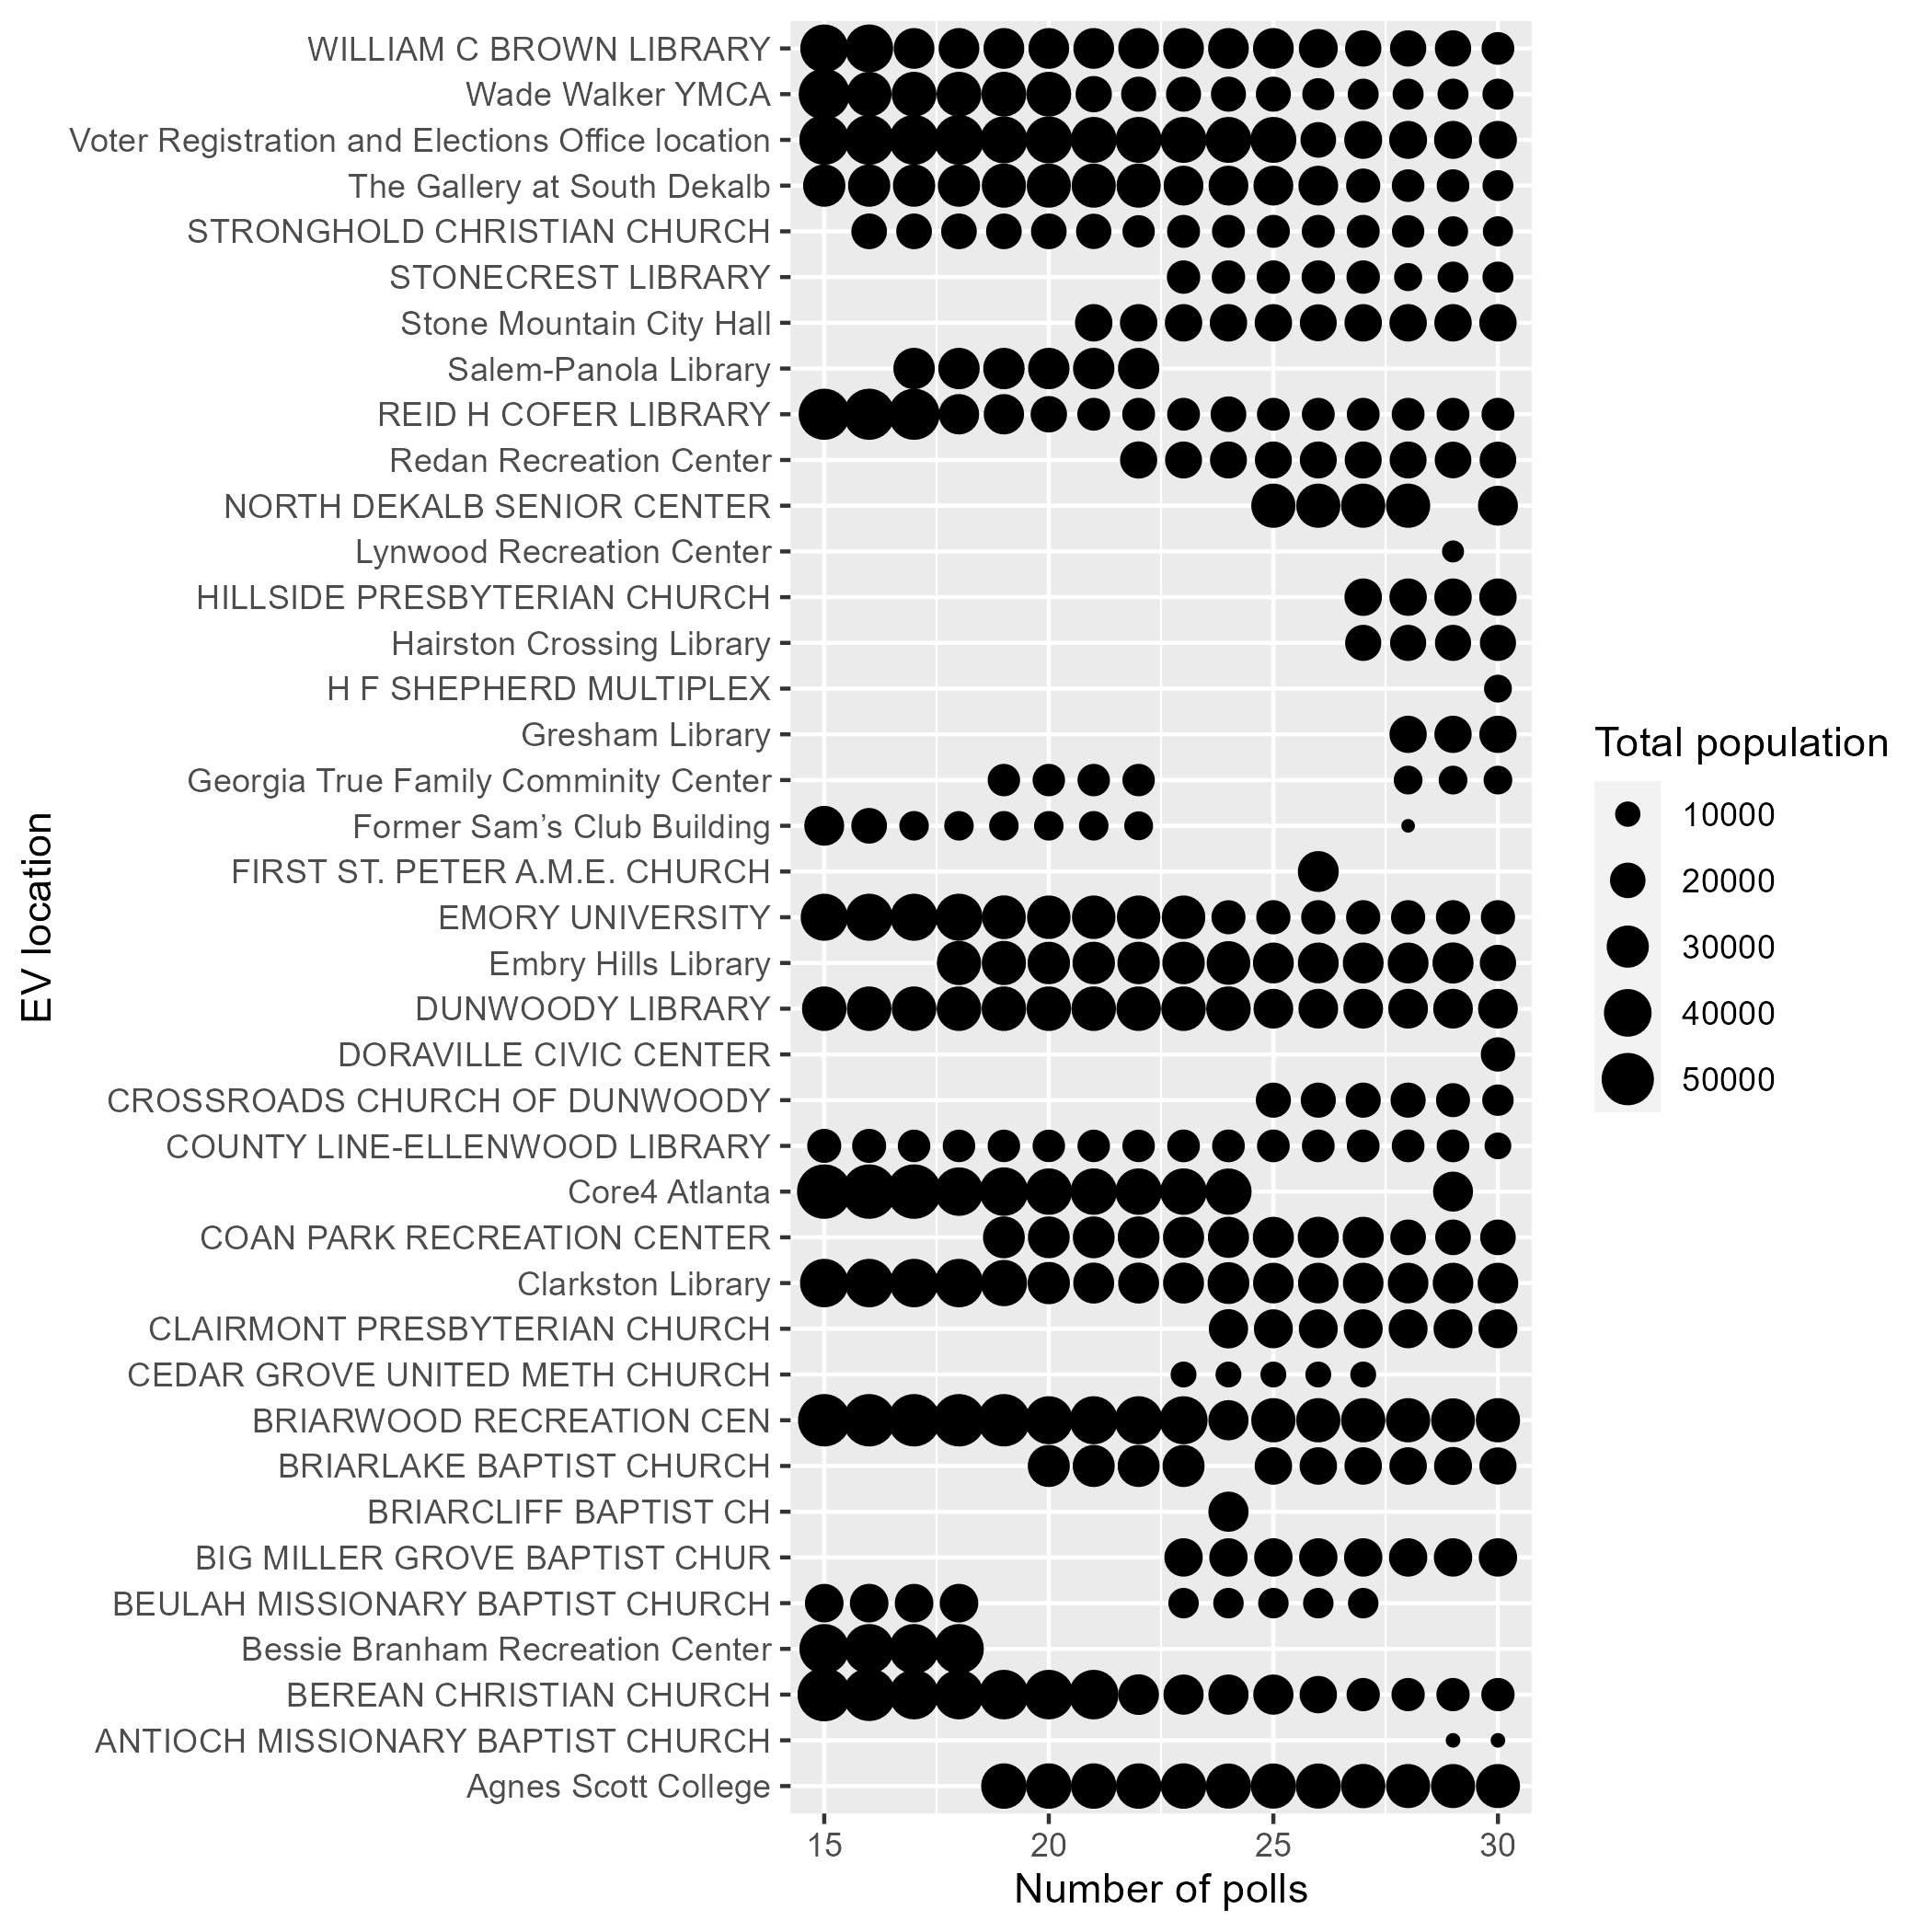 WILLIAM C BROWN LIBRARY
Wade Walker YMCA
Voter Registration and Elections Office location
The Gallery at South Dekalb
STRONGHOLD CHRISTIAN CHURCH
STONECREST LIBRARY
Stone Mountain City Hall
Salem-Panola Library
REID H COFER LIBRARY
Redan Recreation Center
NORTH DEKALB SENIOR CENTER
Lynwood Recreation Center
HILLSIDE PRESBYTERIAN CHURCH
Hairston Crossing Library
H F SHEPHERD MULTIPLEX
Gresham Library
Georgia True Family Comminity Center
Former Sam’s Club Building
FIRST ST. PETER A.M.E. CHURCH
EMORY UNIVERSITY
Embry Hills Library
DUNWOODY LIBRARY
DORAVILLE CIVIC CENTER
CROSSROADS CHURCH OF DUNWOODY
COUNTY LINE-ELLENWOOD LIBRARY
Core4 Atlanta
COAN PARK RECREATION CENTER
Clarkston Library
CLAIRMONT PRESBYTERIAN CHURCH
CEDAR GROVE UNITED METH CHURCH
BRIARWOOD RECREATION CEN
BRIARLAKE BAPTIST CHURCH
BRIARCLIFF BAPTIST CH
BIG MILLER GROVE BAPTIST CHUR
BEULAH MISSIONARY BAPTIST CHURCH
Bessie Branham Recreation Center
BEREAN CHRISTIAN CHURCH
ANTIOCH MISSIONARY BAPTIST CHURCH
Agnes Scott College
EV location
15 20 25 30
Number of polls
Total population
10000
20000
30000
40000
50000